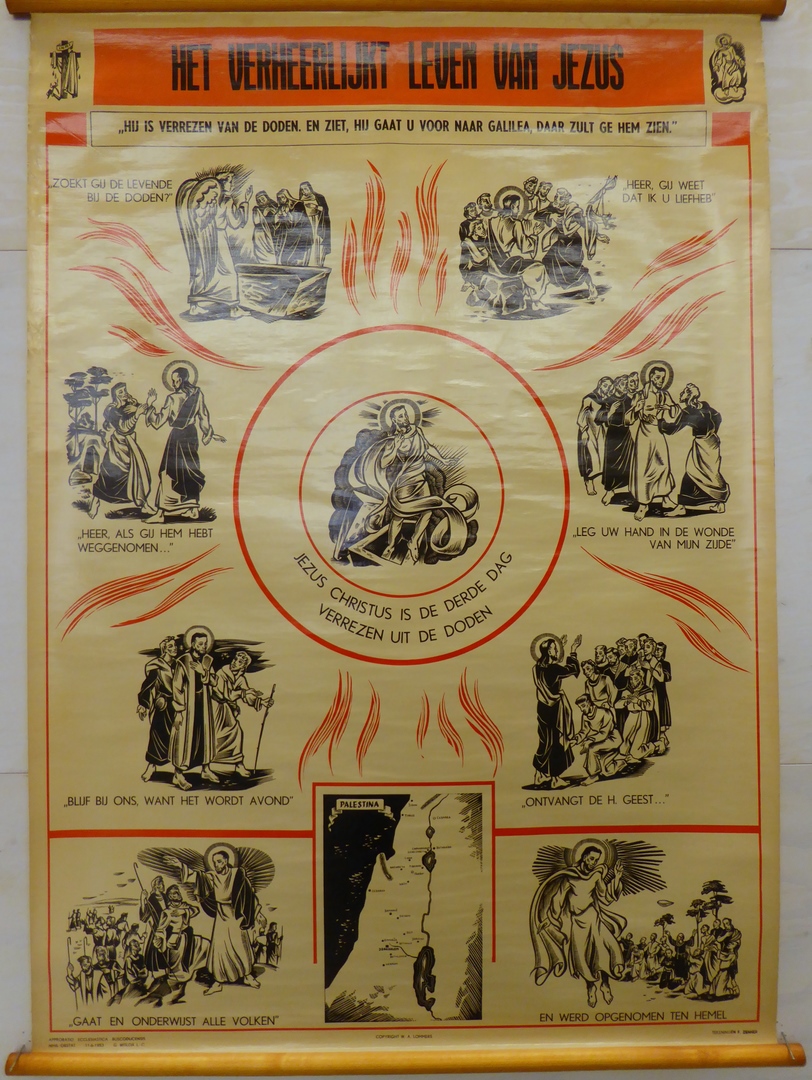 HET VERHEERLIJKT LEVEN VAN JEZUS
„HIJ IS VERREZEN VAN DE DODEN. EN ZIET, HIJ GAAT U VOOR NAAR GALILEA, DAAR ZULT GE HEM ZIEN.”
„ZOEKT GIJ DE LEVENDE
BIJ DE DODEN?”
„HEER, GIJ WEET
DAT IK U LIEFHEB”
„HEER, ALS GIJ HEM HEBT
WEGGENOMEN...”
„LEG UW HAND IN DE WONDE
VAN MIJN ZIJDE”
JEZUS CHRISTUS IS DE DERDE DAG
VERREZEN UIT DE DODEN
„BLIJF BIJ ONS, WANT HET WORDT AVOND”
„ONTVANGT DE H. GEEST...”
PALESTINA
„GAAT EN ONDERWIJST ALLE VOLKEN”
EN WERD OPGENOMEN TEN HEMEL
COPYRIGHT